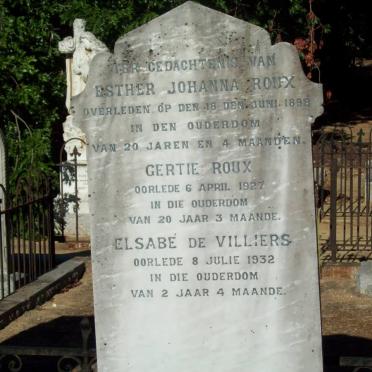 TER GEDACHTENIS VAN
ESTHER JOHANNA ROUX
OVERLEDEN OP DEN 18 DEN JUNI 1898
IN DEN OUDERDOM
VAN 20 JAREN EN 4 MAANDEN.
GERTIE ROUX
OORLEDE 6 APRIL 1927
IN DIE OUDERDOM
VAN 20 JAAR 3 MAANDE.
ELSABÉ DE VILLIERS
OORLEDE 8 JULIE 1932
IN DIE OUDERDOM
VAN 2 JAAR 4 MAANDE.